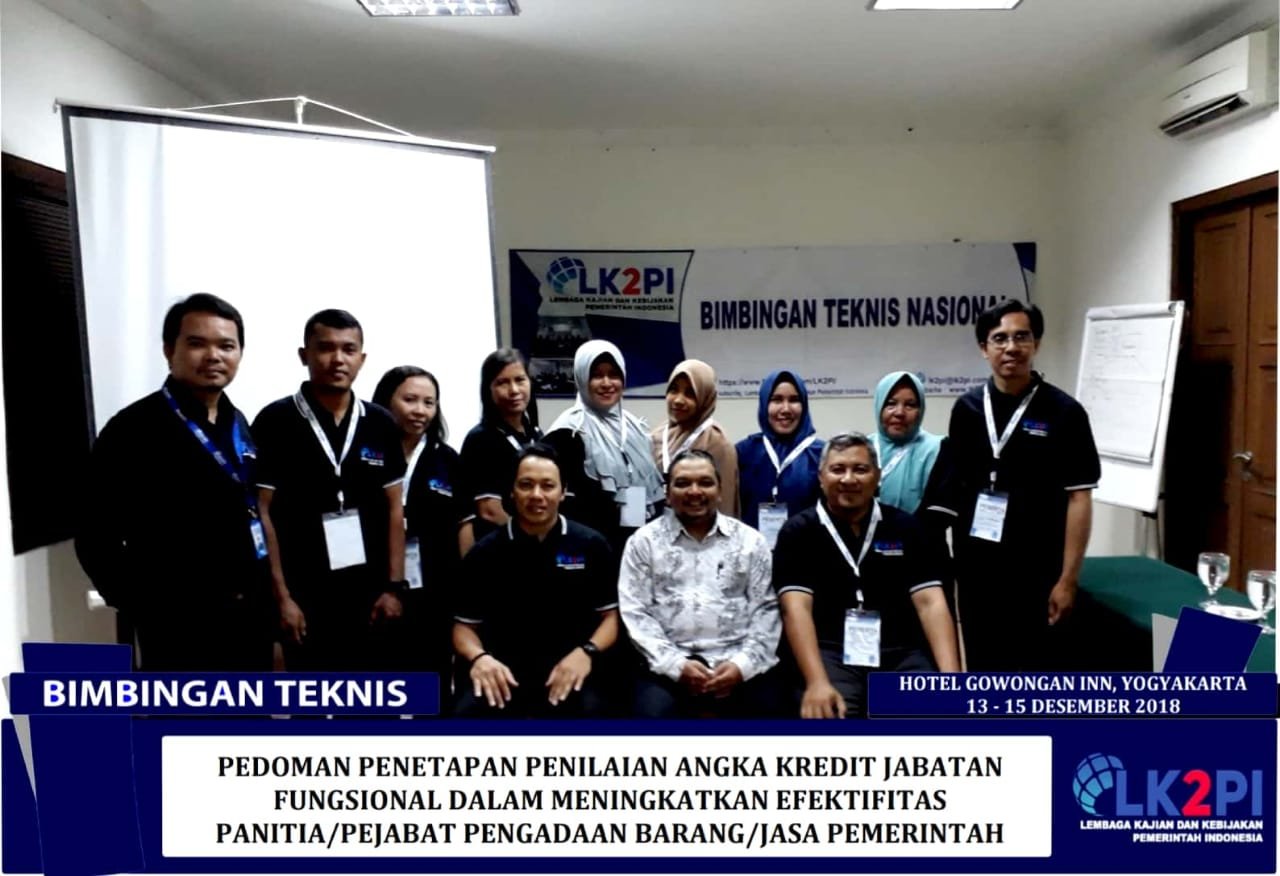 LK2PI
LEMBAGA KAJIAN DAN KEBIJAKAN
PEMERINTAH INDONESIA
BIMBINGAN TEKNIS NASIONAL
BIMBINGAN TEKNIS
HOTEL GOWONGAN INN, YOGYAKARTA
13 - 15 DESEMBER 2018
PEDOMAN PENETAPAN PENILAIAN ANGKA KREDIT JABATAN
FUNGSIONAL DALAM MENINGKATKAN EFEKTIFITAS
PANITIA/PEJABAT PENGADAAN BARANG/JASA PEMERINTAH
LK2PI
LEMBAGA KAJIAN DAN KEBIJAKAN
PEMERINTAH INDONESIA